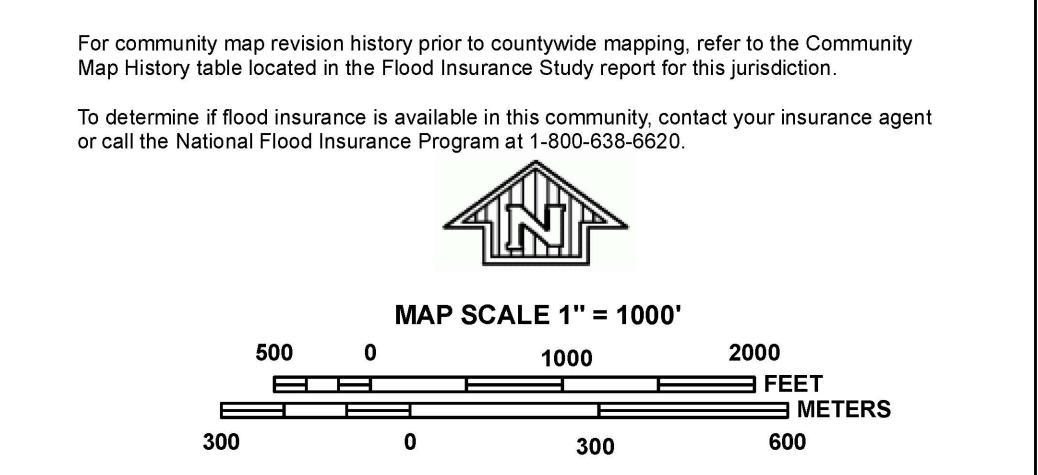 For community map revision history prior to countywide mapping, refer to the Community
Map History table located in the Flood Insurance Study report for this jurisdiction.
To determine if flood insurance is available in this community, contact your insurance agent
or call the National Flood Insurance Program at 1-800-638-6620.
N
MAP SCALE 1" = 1000'
500 0 1000 2000
FEET
METERS
300 0 300 600